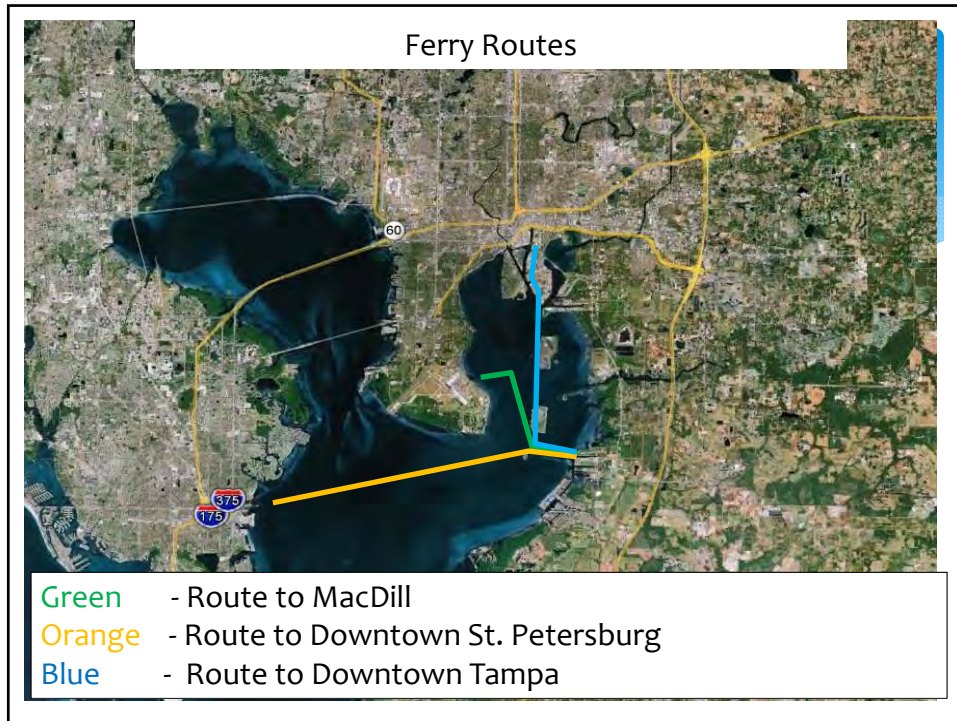 Ferry Routes
60
375
175
Green - Route to MacDill
Orange - Route to Downtown St. Petersburg
Blue - Route to Downtown Tampa